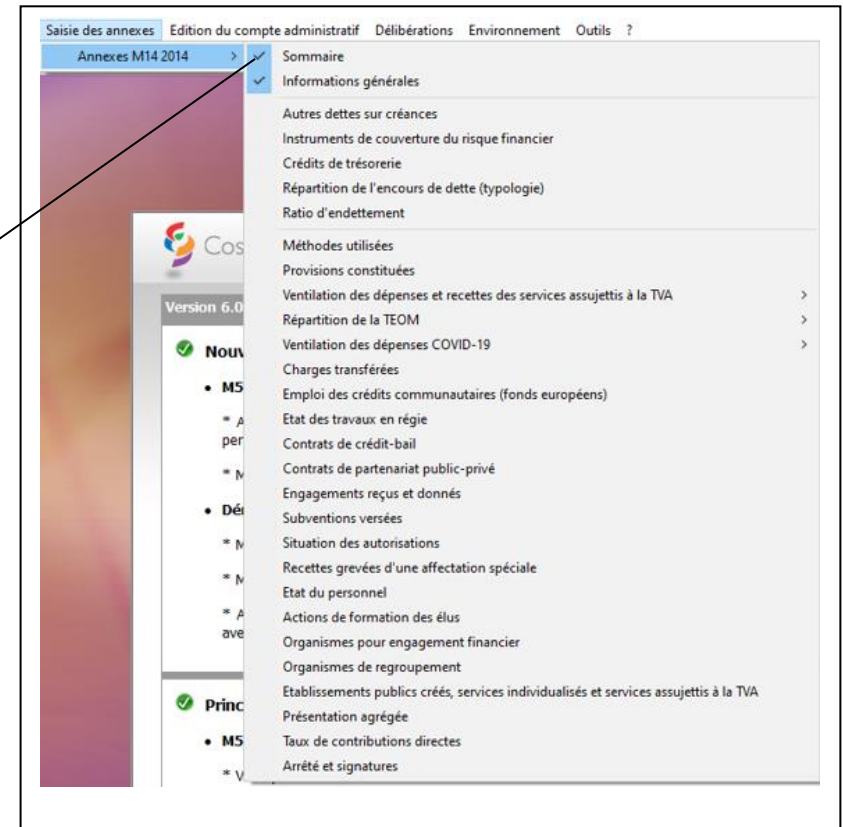 Saisie des annexes Edition du compte administratif Délibérations Environnement Outils ?
Annexes M14 2014 >
Sommaire
Informations générales
Autres dettes sur créances
Instruments de couverture du risque financier
Crédits de trésorerie
Répartition de l'encours de dette (typologie)
Ratio d'endettement
Cos
Méthodes utilisées
Provisions constituées
Version 6.0
Ventilation des dépenses et recettes des services assujettis à la TVA >
Répartition de la TEOM >
Nouv
Ventilation des dépenses COVID-19 >
Charges transférées
• M5
Emploi des crédits communautaires (fonds européens)
* A
Etat des travaux en régie
per
Contrats de crédit-bail
* M
Contrats de partenariat public-privé
Engagements reçus et donnés
• Dé
Subventions versées
* M
Situation des autorisations
Recettes grevées d'une affectation spéciale
* M
Etat du personnel
* A
Actions de formation des élus
ave
Organismes pour engagement financier
Organismes de regroupement
Etablissements publics créés, services individualisés et services assujettis à la TVA
Princ
Présentation agrégée
• M5
Taux de contributions directes
Arrêté et signatures
* V